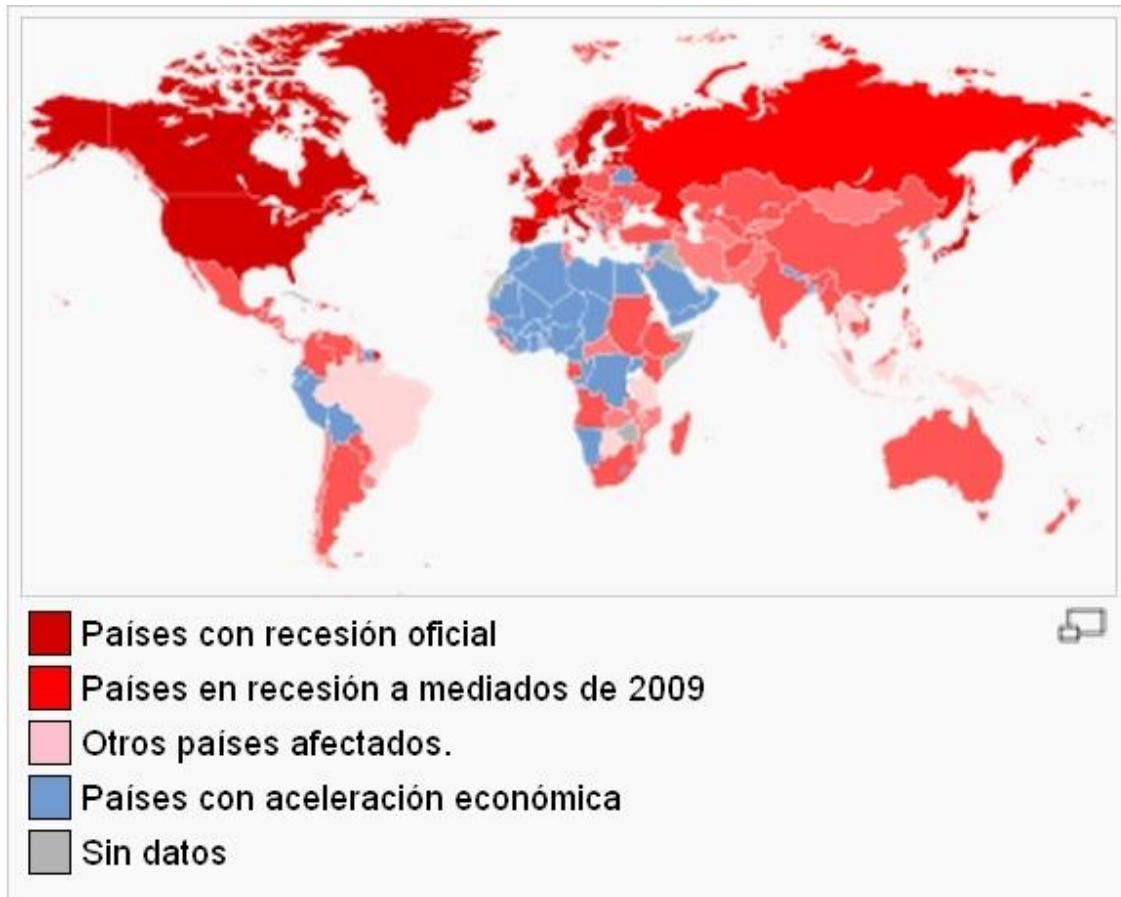 Países con recesión oficial
Países en recesión a mediados de 2009
Otros países afectados.
Países con aceleración económica
Sin datos